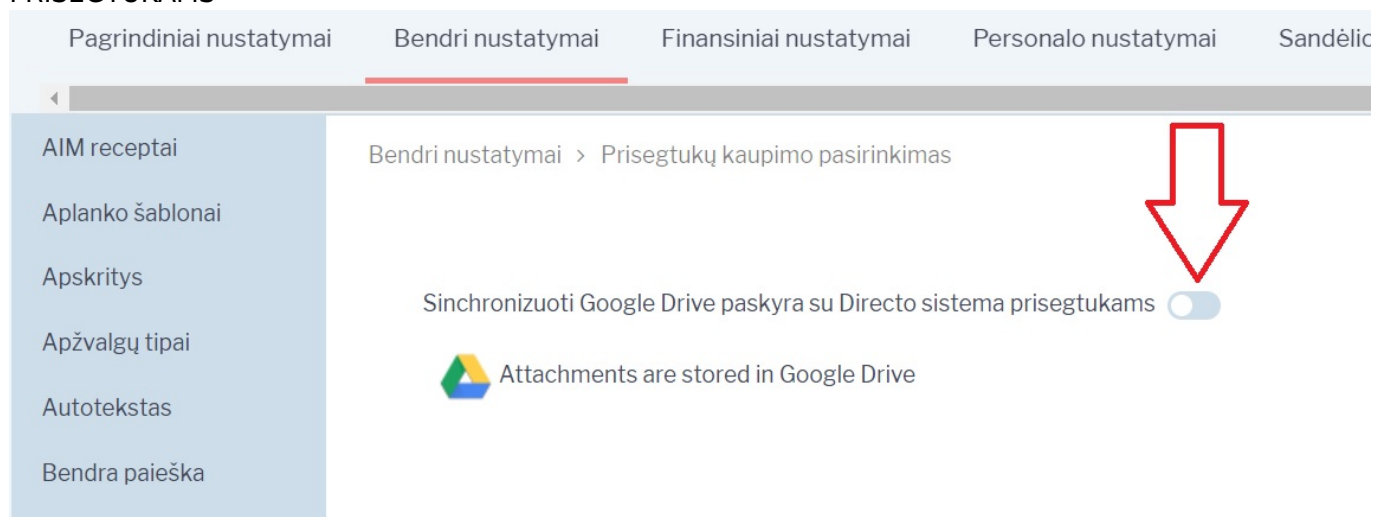 Pagrindiniai nustatymai Bendri nustatymai Finansiniai nustatymai Personalo nustatymai
AIM receptai
Bendri nustatymai > Prisegtukų kaupimo pasirinkimas
Aplanko šablonai
Apskritys
Sinchronizuoti Google Drive paskyra su Directo sistema prisegtukams
Apžvalgų tipai
Attachments are stored in Google Drive
Autotekstas
Bendra paieška